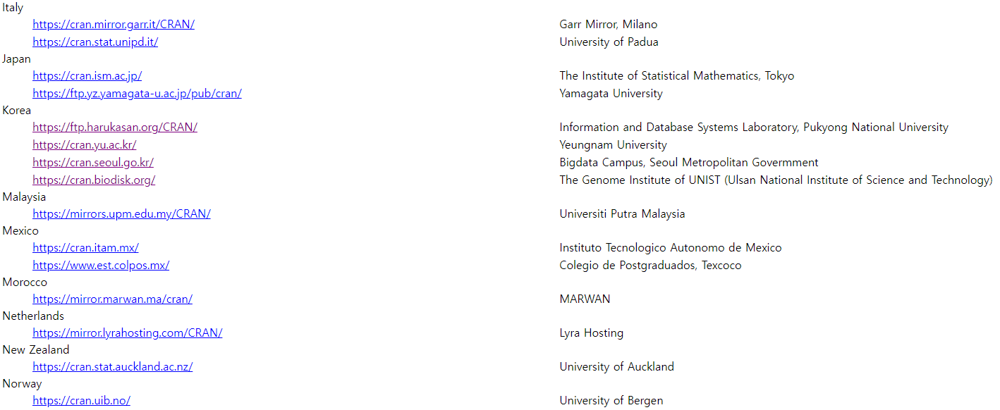 Italy
https://cran.mirror.garr.it/CRAN/ Garr Mirror, Milano
https://cran.stat.unipd.it/ University of Padua
Japan
https://cran.ism.ac.jp/ The Institute of Statistical Mathematics, Tokyo
https://ftp.yz.yamagata-u.ac.jp/pub/cran/ Yamagata University
Korea
https://ftp.harukasan.org/CRAN/ Information and Database Systems Laboratory, Pukyong National University
https://cran.yu.ac.kr/ Yeungnam University
https://cran.seoul.go.kr/ Bigdata Campus, Seoul Metropolitan Govermment
https://cran.biodisk.org/ The Genome Institute of UNIST (Ulsan National Institute of Science and Technology)
Malaysia
https://mirrors.upm.edu.my/CRAN/ Universiti Putra Malaysia
Mexico
https://cran.itam.mx/ Instituto Tecnologico Autonomo de Mexico
https://www.est.colpos.mx/ Colegio de Postgraduados, Texcoco
Morocco
https://mirror.marwan.ma/cran/ MARWAN
Netherlands
https://mirror.lyrahosting.com/CRAN/ Lyra Hosting
New Zealand
https://cran.stat.auckland.ac.nz/ University of Auckland
Norway
https://cran.uib.no/ University of Bergen